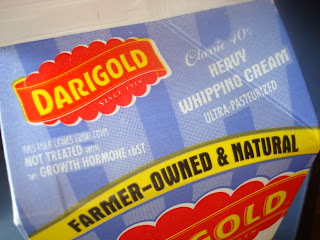 DARIGOLD
SINCE 1918
Classic 40%
HEAVY
WHIPPING CREAM
ULTRA-PASTEURIZED
THIS MILK COMES FROM COWS
NOT TREATED WITH
THE GROWTH HORMONE rbST.
FARMER-OWNED & NATURAL
RIGOLD